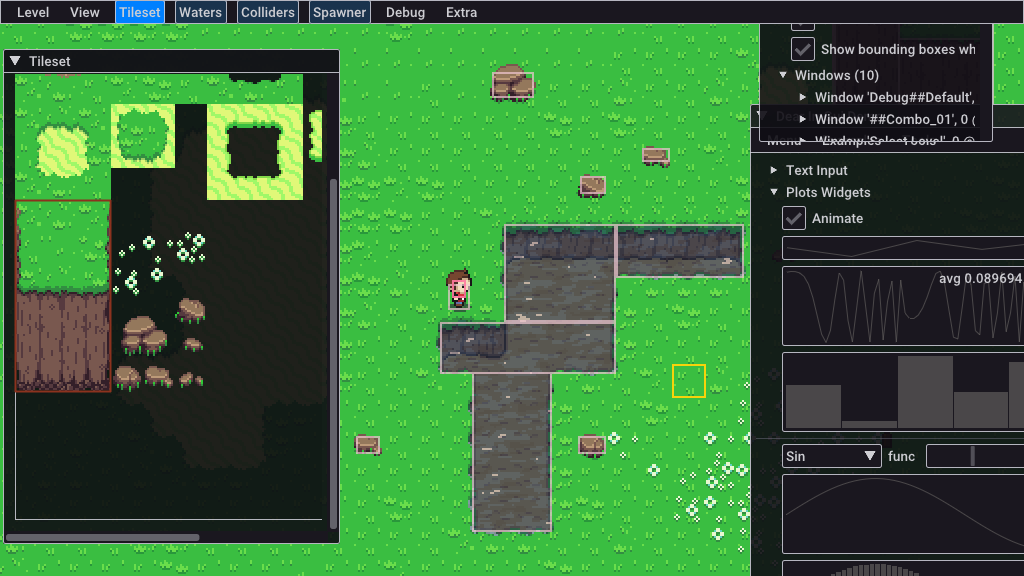 Level View Tileset Waters Colliders Spawner Debug Extra
Tileset
Show bounding boxes wh
Windows (10)
Window 'Debug##Default',
Window '##Combo_01', 0 (
Text Input
Plots Widgets
Animate
avg 0.089694
Sin func